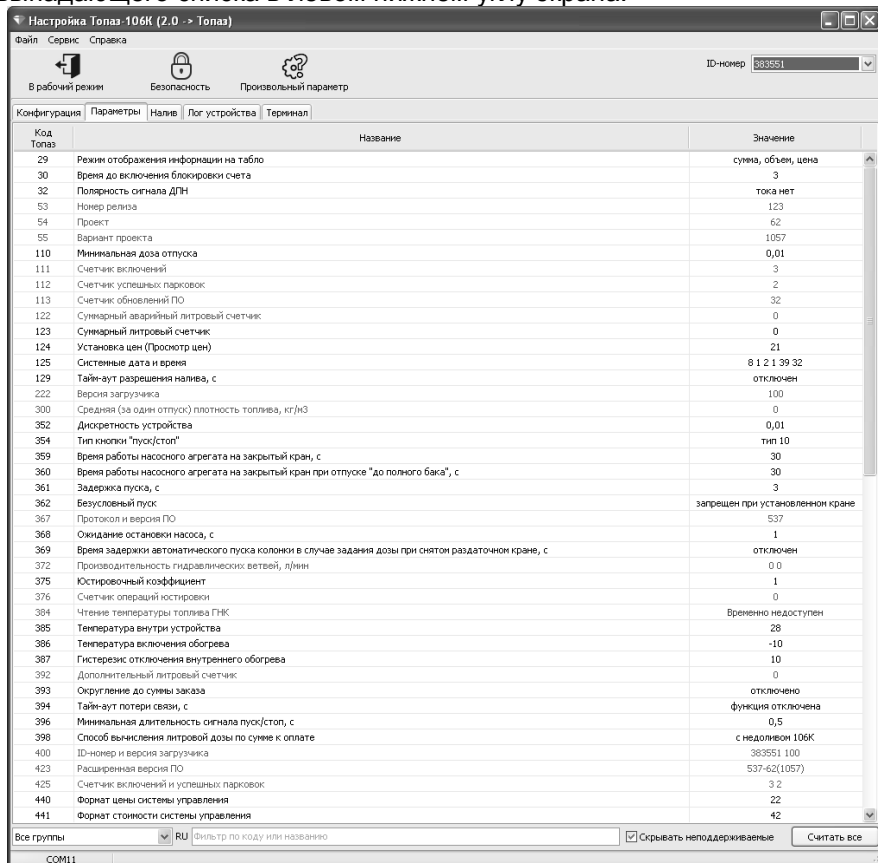 выпадающего списка в левом нижнем углу экрана.
Настройка Топаз-106К (2.0 -> Топаз)
Файл Сервис Справка
В рабочий режим Безопасность Произвольный параметр ID-номер 383551
Конфигурация Параметры Налив Лог устройства Терминал
Код Топаз Название Значение
29 Режим отображения информации на табло сумма, объем, цена
30 Время до включения блокировки счета 3
32 Полярность сигнала ДПН тока нет
53 Номер релиза 123
54 Проект 62
55 Вариант проекта 1057
110 Минимальная доза отпуска 0,01
111 Счетчик включений 3
112 Счетчик успешных парковок 2
113 Счетчик обновлений ПО 32
122 Суммарный аварийный литровый счетчик 0
123 Суммарный литровый счетчик 0
124 Установка цен (Просмотр цен) 21
125 Системные дата и время 8 1 2 1 39 32
129 Тайм-аут разрешения налива, с отключен
222 Версия загрузчика 100
300 Средняя (за один отпуск) плотность топлива, кг/м3 0
352 Дискретность устройства 0,01
354 Тип кнопки "пуск/стоп" тип 10
359 Время работы насосного агрегата на закрытый кран, с 30
360 Время работы насосного агрегата на закрытый кран при отпуске "до полного бака", с 30
361 Задержка пуска, с 3
362 Безусловный пуск запрещен при установленном кране
367 Протокол и версия ПО 537
368 Ожидание остановки насоса, с 1
369 Время задержки автоматического пуска колонки в случае задания дозы при снятом раздаточном кране, с отключен
372 Производительность гидравлических ветвей, л/мин 0 0
375 Юстировочный коэффициент 1
376 Счетчик операций юстировки 0
384 Чтение температуры топлива ГНК Временно недоступен
385 Температура внутри устройства 28
386 Температура включения обогрева -10
387 Гистерезис отключения внутреннего обогрева 10
392 Дополнительный литровый счетчик 0
393 Округление до суммы заказа отключено
394 Тайм-аут потери связи, с функция отключена
396 Минимальная длительность сигнала пуск/стоп, с 0,5
398 Способ вычисления литровой дозы по сумме к оплате с недоливом 106К
400 ID-номер и версия загрузчика 383551 100
423 Расширенная версия ПО 537-62(1057)
425 Счетчик включений и успешных парковок 3 2
440 Формат цены системы управления 22
441 Формат стоимости системы управления 42
Все группы RU Фильтр по коду или названию Скрывать неподдерживаемые Считать все
COM11